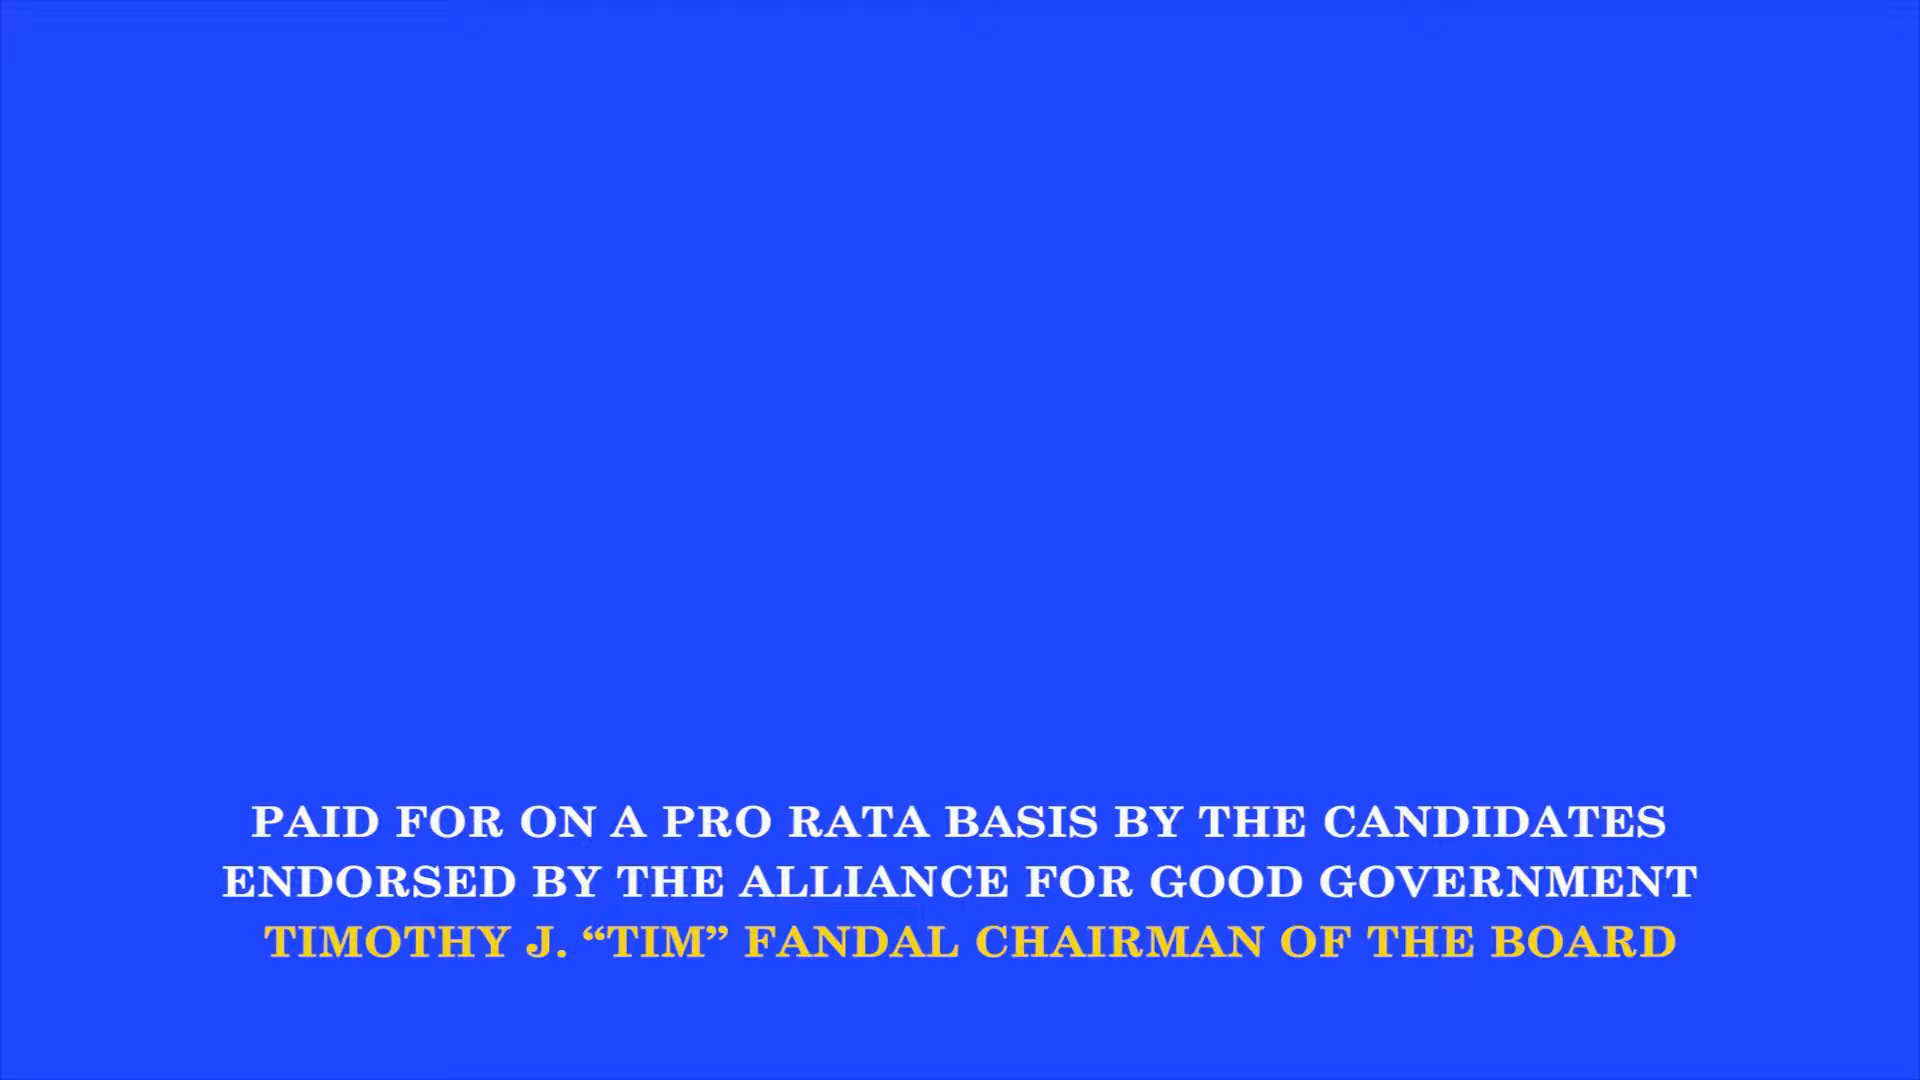 PAID FOR ON A PRO RATA BASIS BY THE CANDIDATES
ENDORSED BY THE ALLIANCE FOR GOOD GOVERNMENT
TIMOTHY J. “TIM” FANDAL CHAIRMAN OF THE BOARD